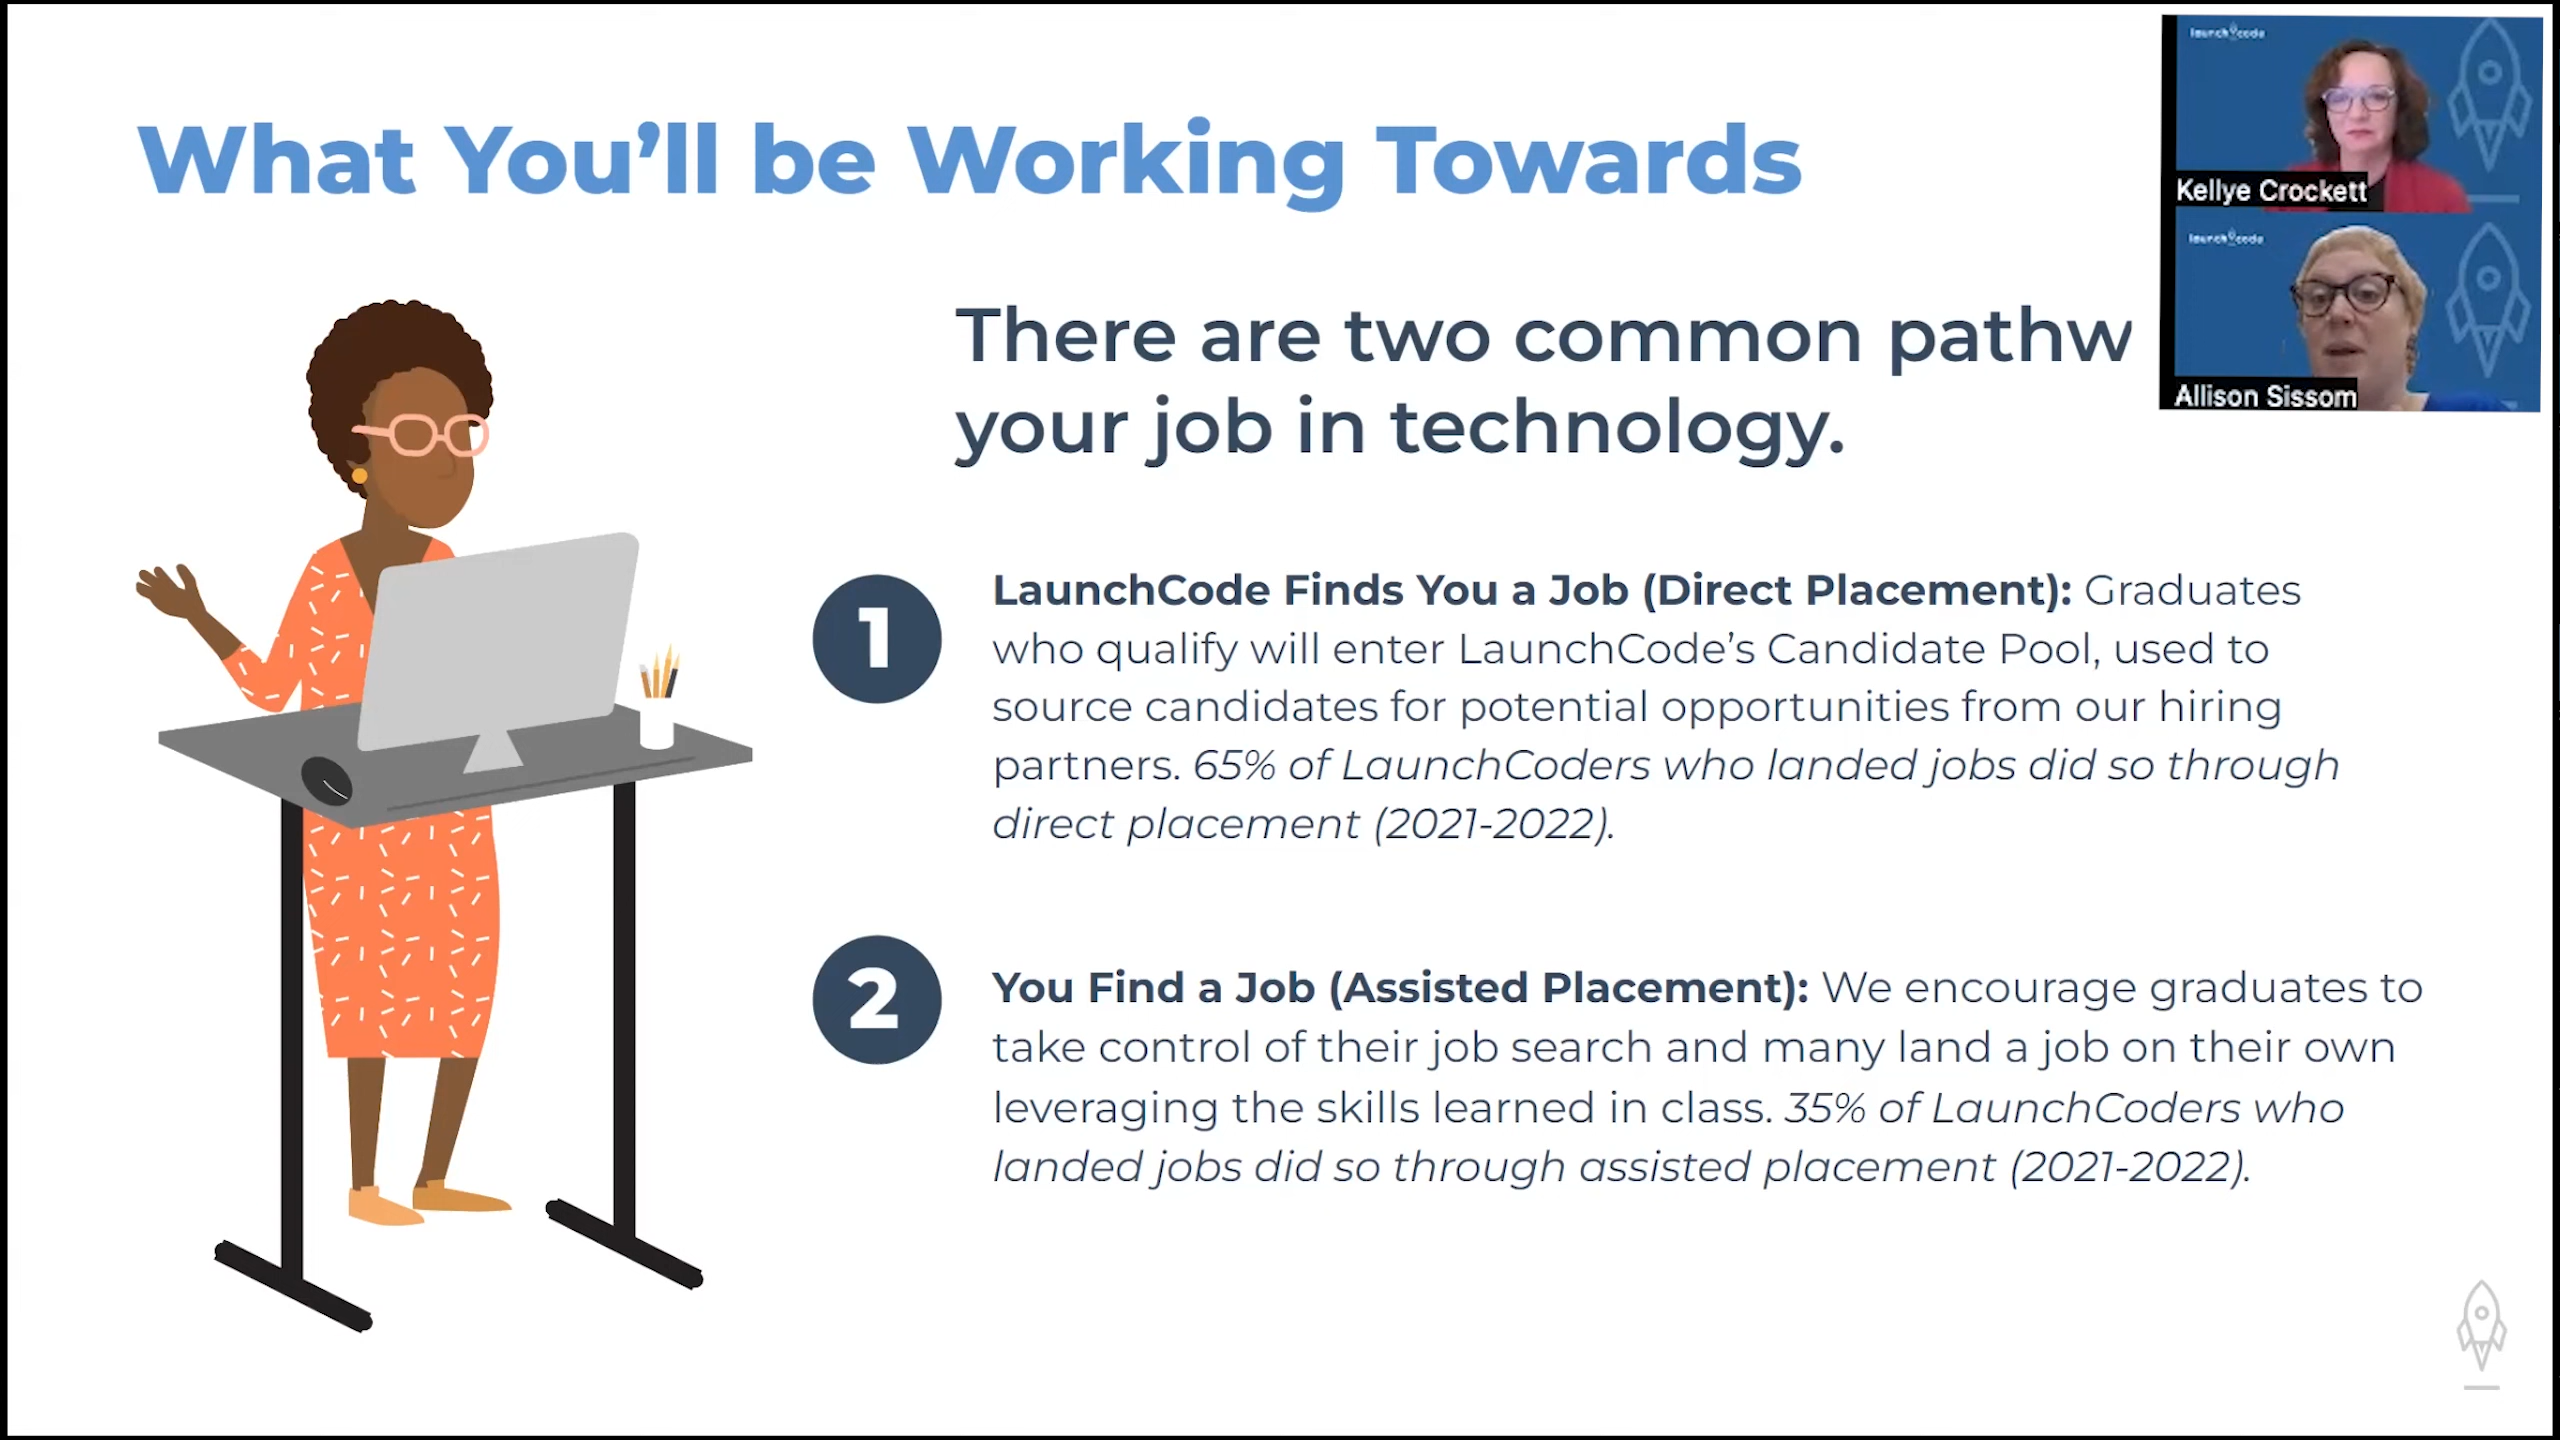 What You'll be Working Towards
launch code
Kellye Crockett
launch code
Allison Sissom
There are two common pathw
your job in technology.
1
LaunchCode Finds You a Job (Direct Placement): Graduates
who qualify will enter LaunchCode's Candidate Pool, used to
source candidates for potential opportunities from our hiring
partners. 65% of LaunchCoders who landed jobs did so through
direct placement (2021-2022).
2
You Find a Job (Assisted Placement): We encourage graduates to
take control of their job search and many land a job on their own
leveraging the skills learned in class. 35% of LaunchCoders who
landed jobs did so through assisted placement (2021-2022).